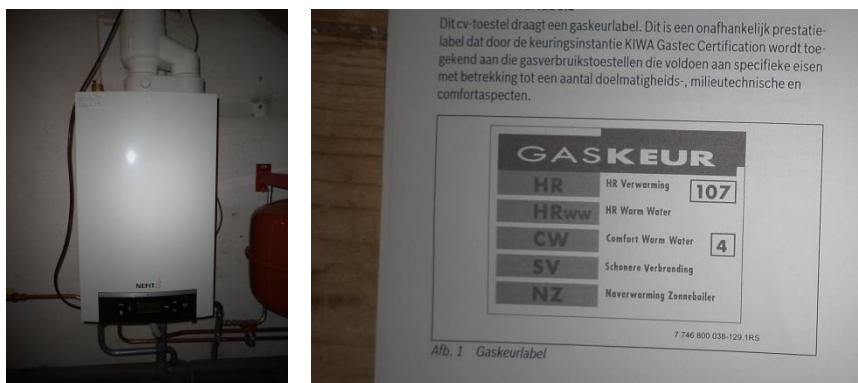 NEFIT
Dit cv-toestel draagt een gaskeurlabel. Dit is een onafhankelijk prestatie-
label dat door de keuringsinstantie KIWA Gastec Certification wordt toe-
gekend aan die gasverbruikstoestellen die voldoen aan specifieke eisen
met betrekking tot een aantal doelmatigheids-, milieutechnische en
comfortaspecten.
GASKEUR
HR HR Verwarming 107
HRww HR Warm Water
CW Comfort Warm Water 4
SV Schonere Verbranding
NZ Naverwarming Zonneboiler
7 746 800 038-129.1RS
Afb. 1 Gaskeurlabel